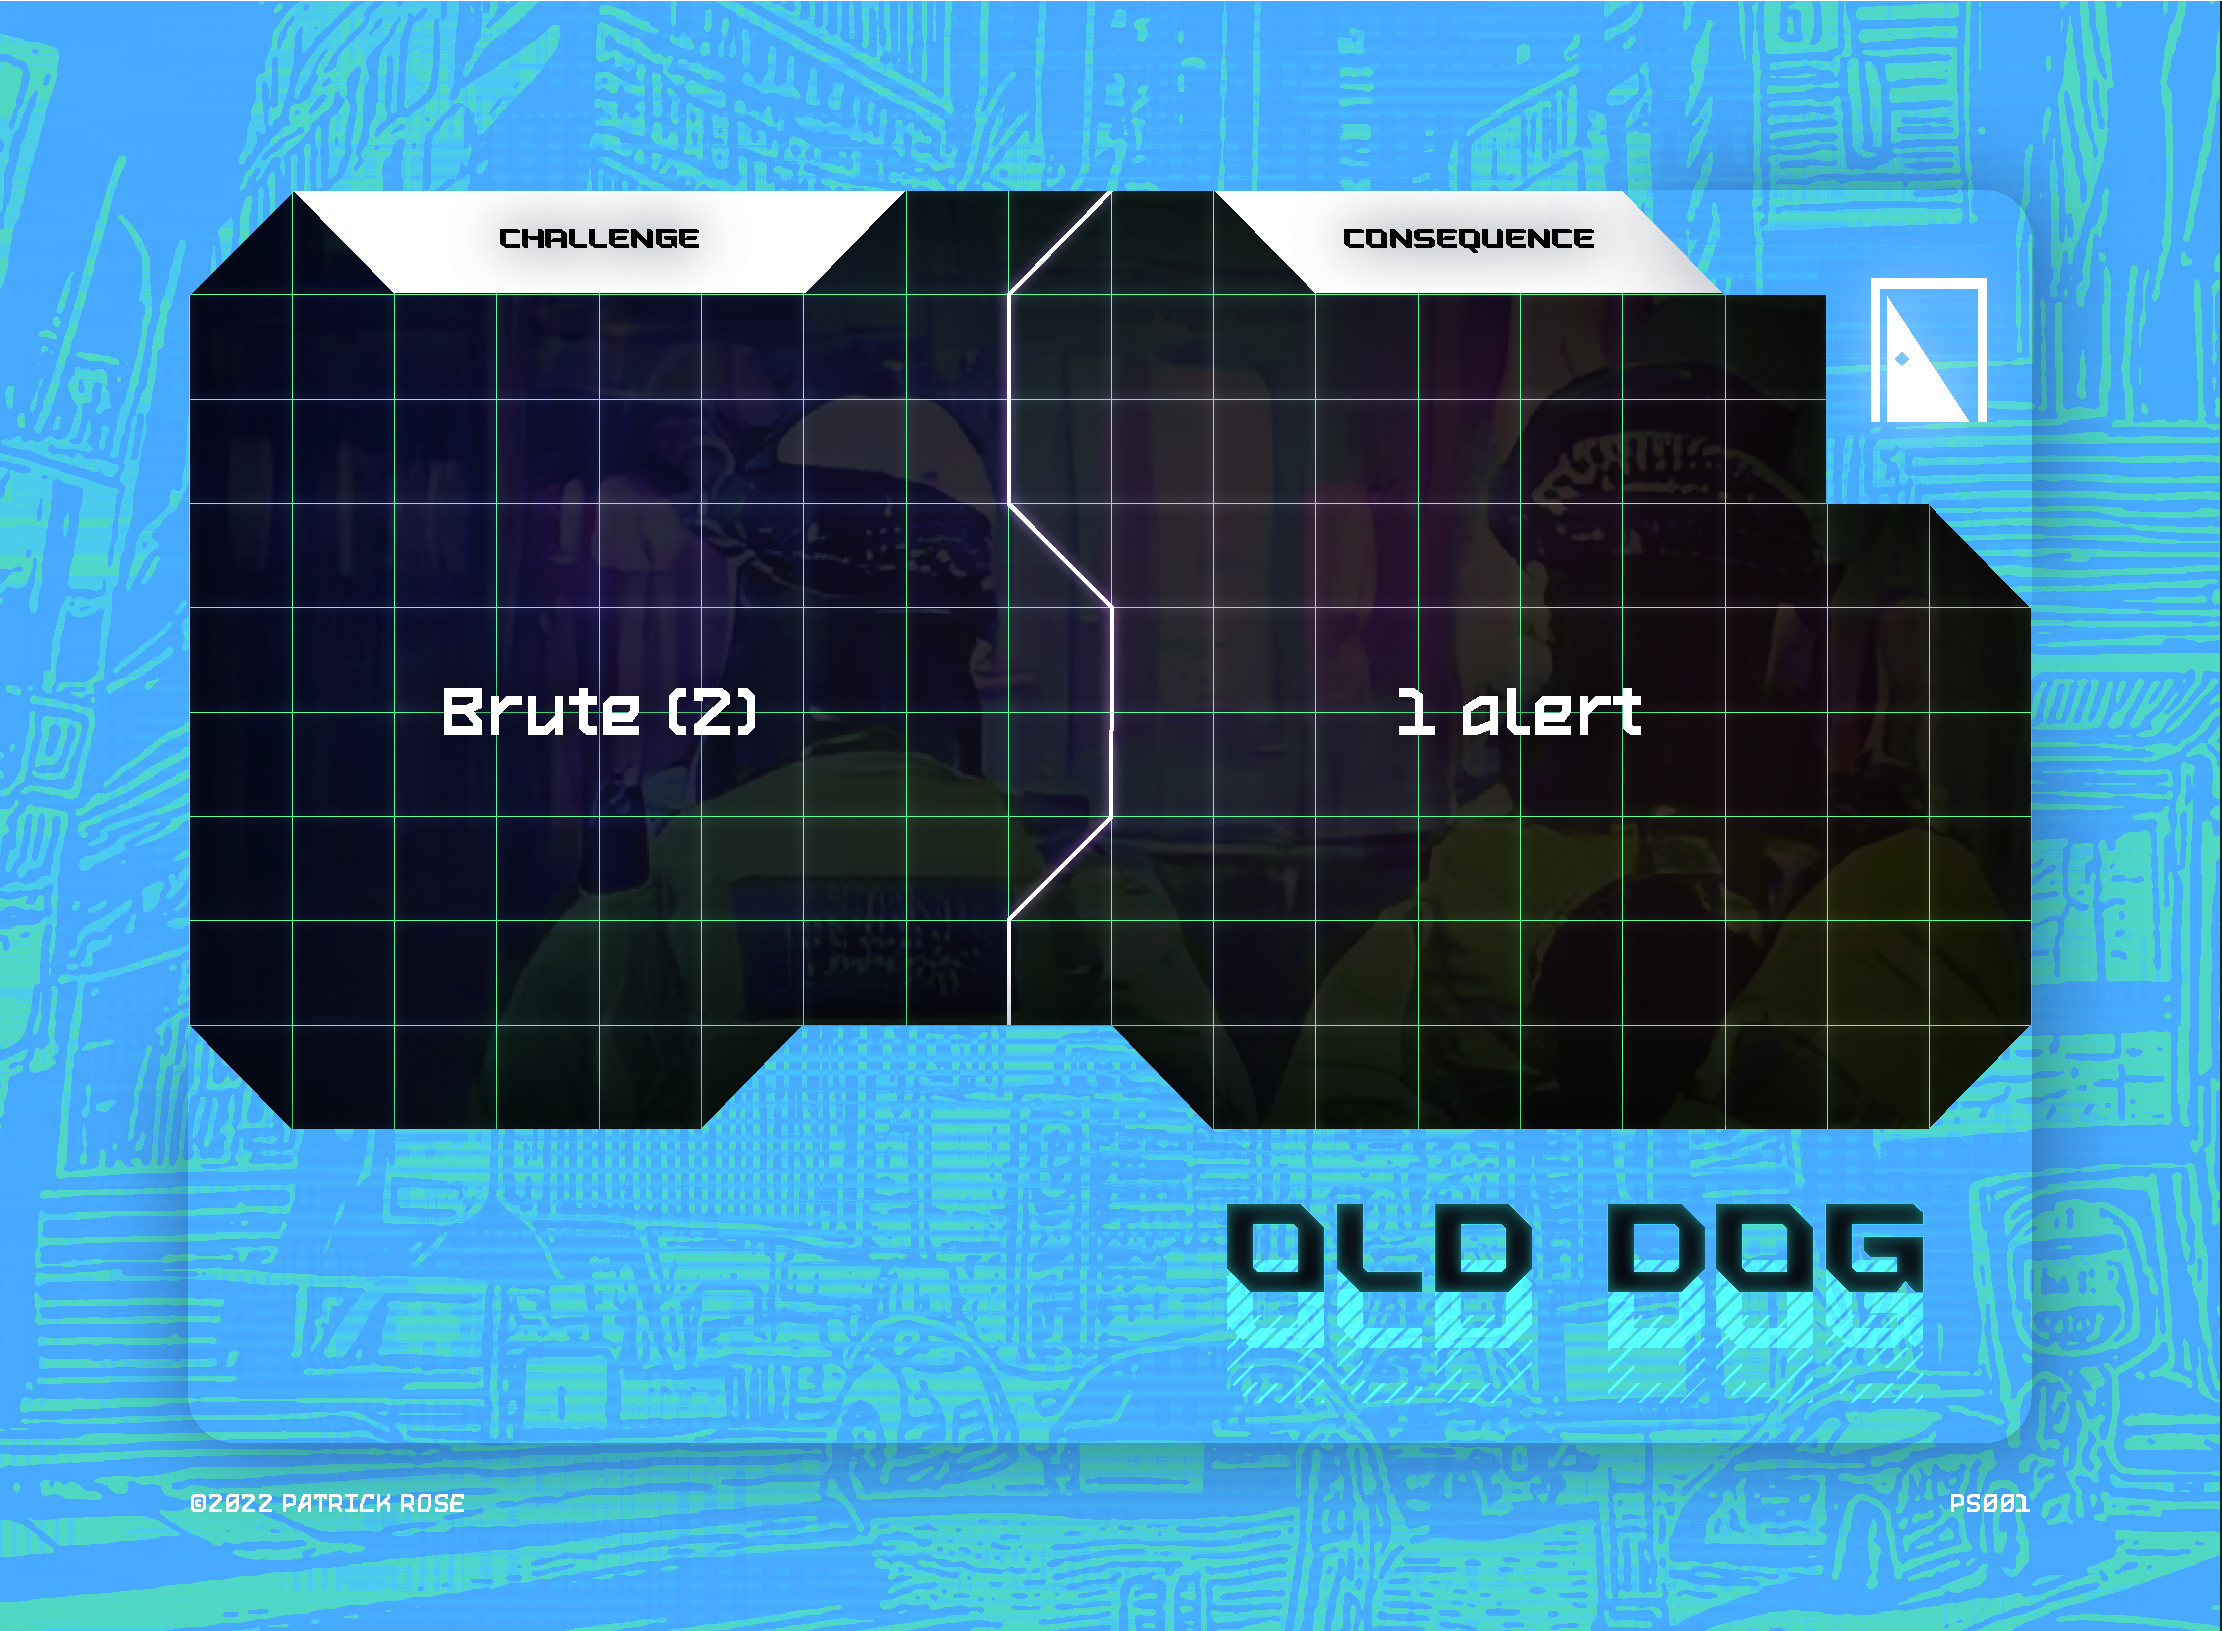 CHALLENGE
CONSEQUENCE
Brute (2)
1 alert
OLD DOG
©2022 PATRICK ROSE
PS001